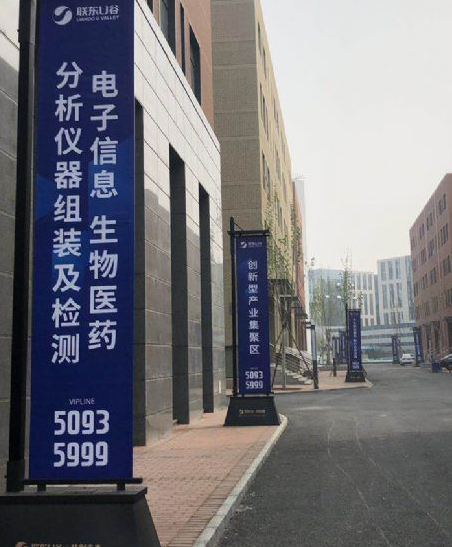 联东U谷
LIANDO U VALLEY
电子信息 生物医药
分析仪器组装及检测
VIPLINE
5093
5999
创新型产业集聚区
5093
5999